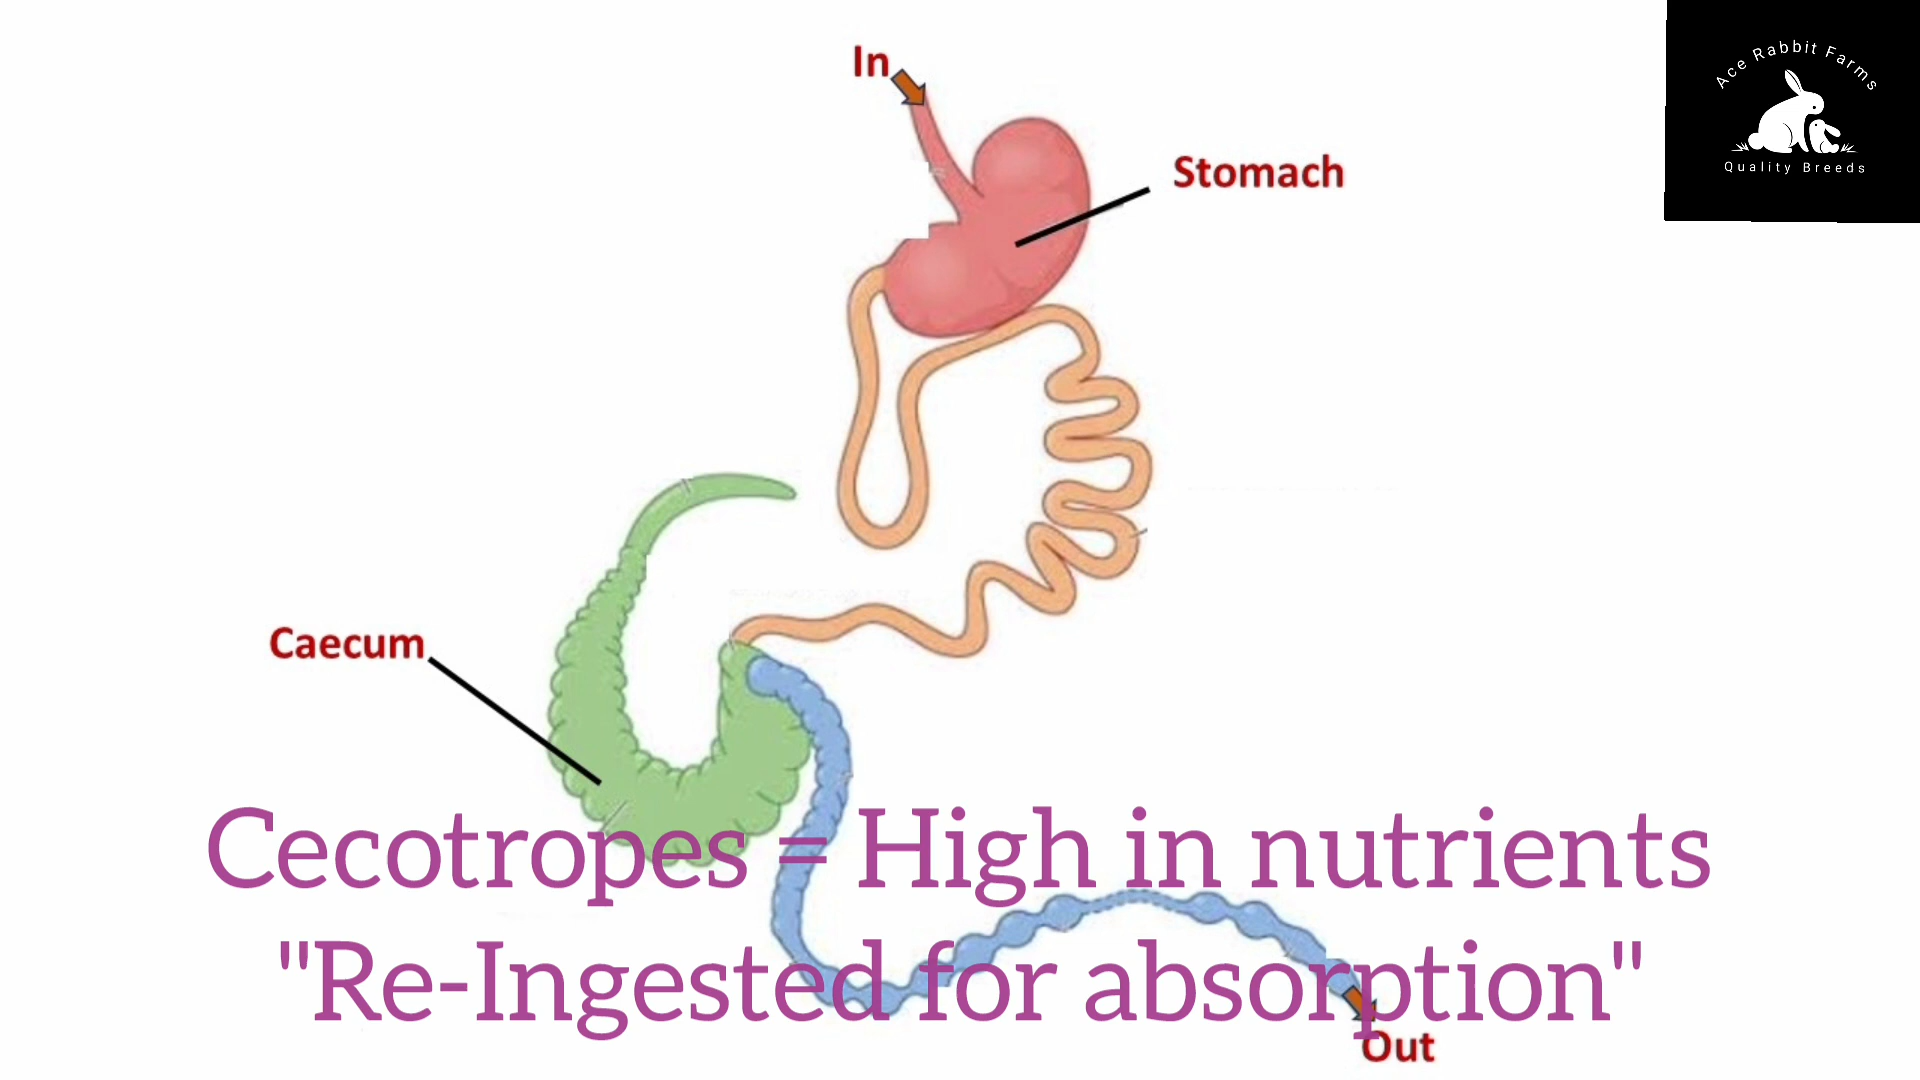 In
Ace Rabbit Farms
Quality Breeds
Stomach
Caecum
Cecotropes = High in nutrients
"Re-Ingested for absorption"
Out